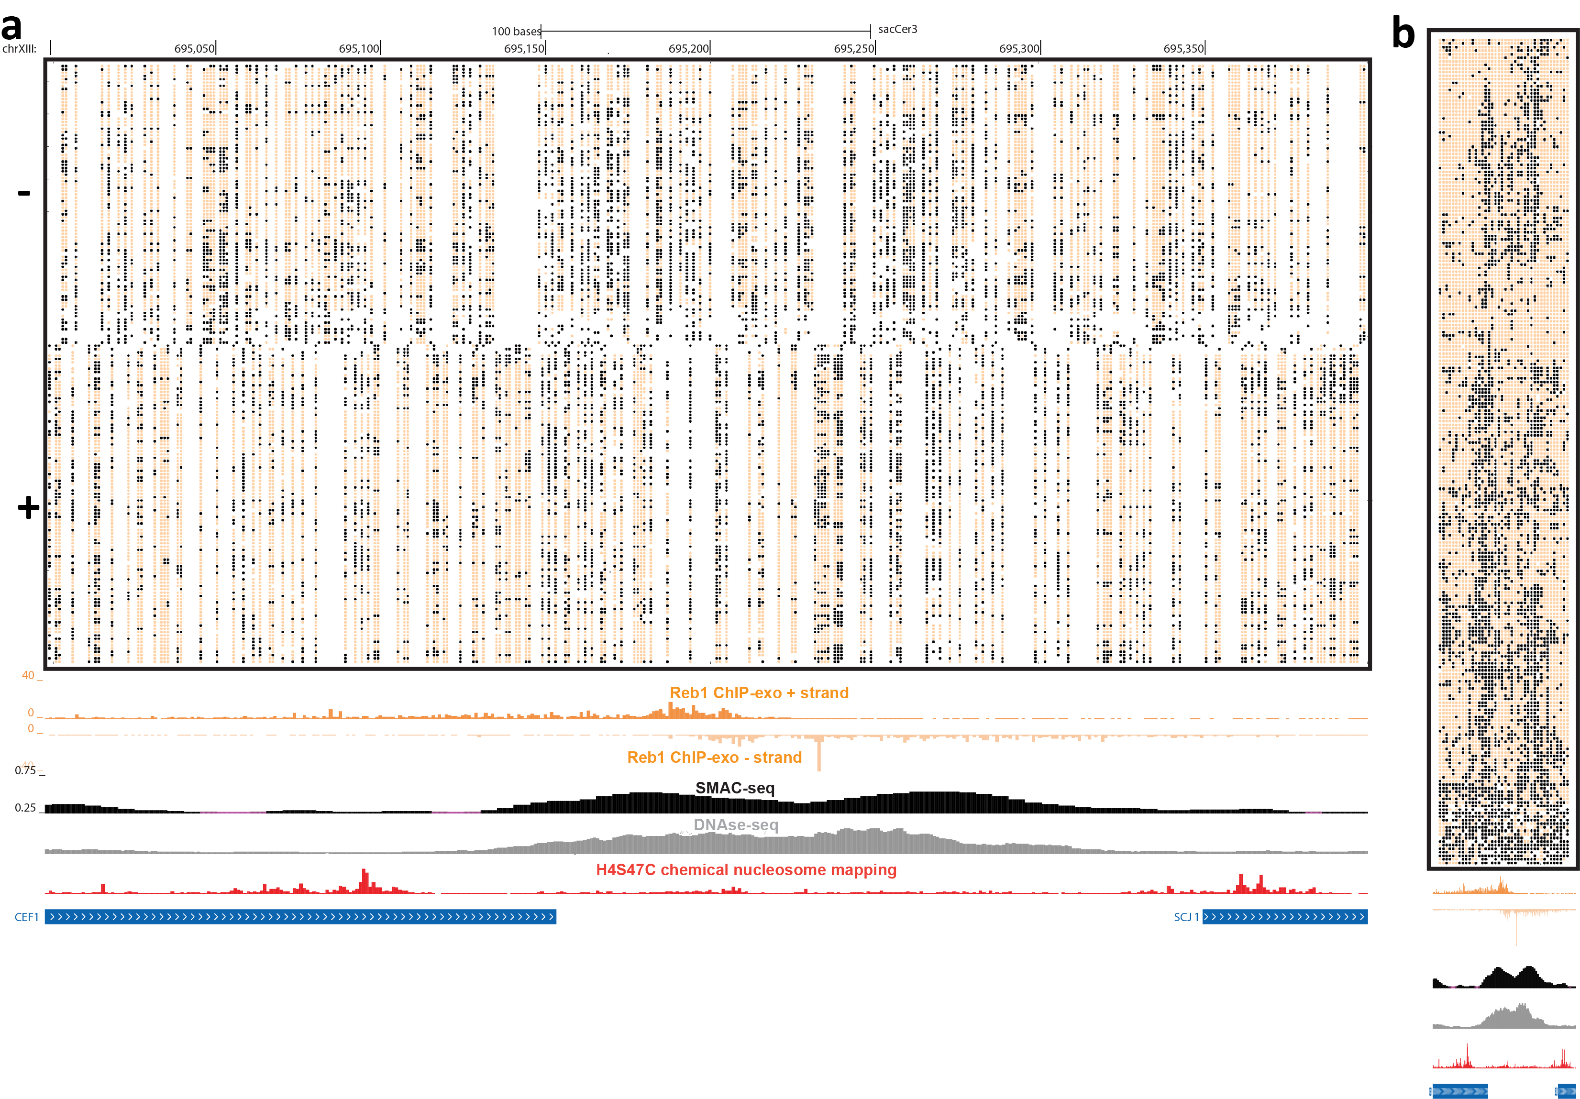 a
b
100 bases
sacCer3
chrXIII:
695,050
695,100
695,150
695,200
695,250
695,300
695,350
-
+
40
Reb1 ChIP-exo + strand
0
0
Reb1 ChIP-exo - strand
0.75
SMAC-seq
0.25
DNAse-seq
H4S47C chemical nucleosome mapping
CEF1
SCJ 1